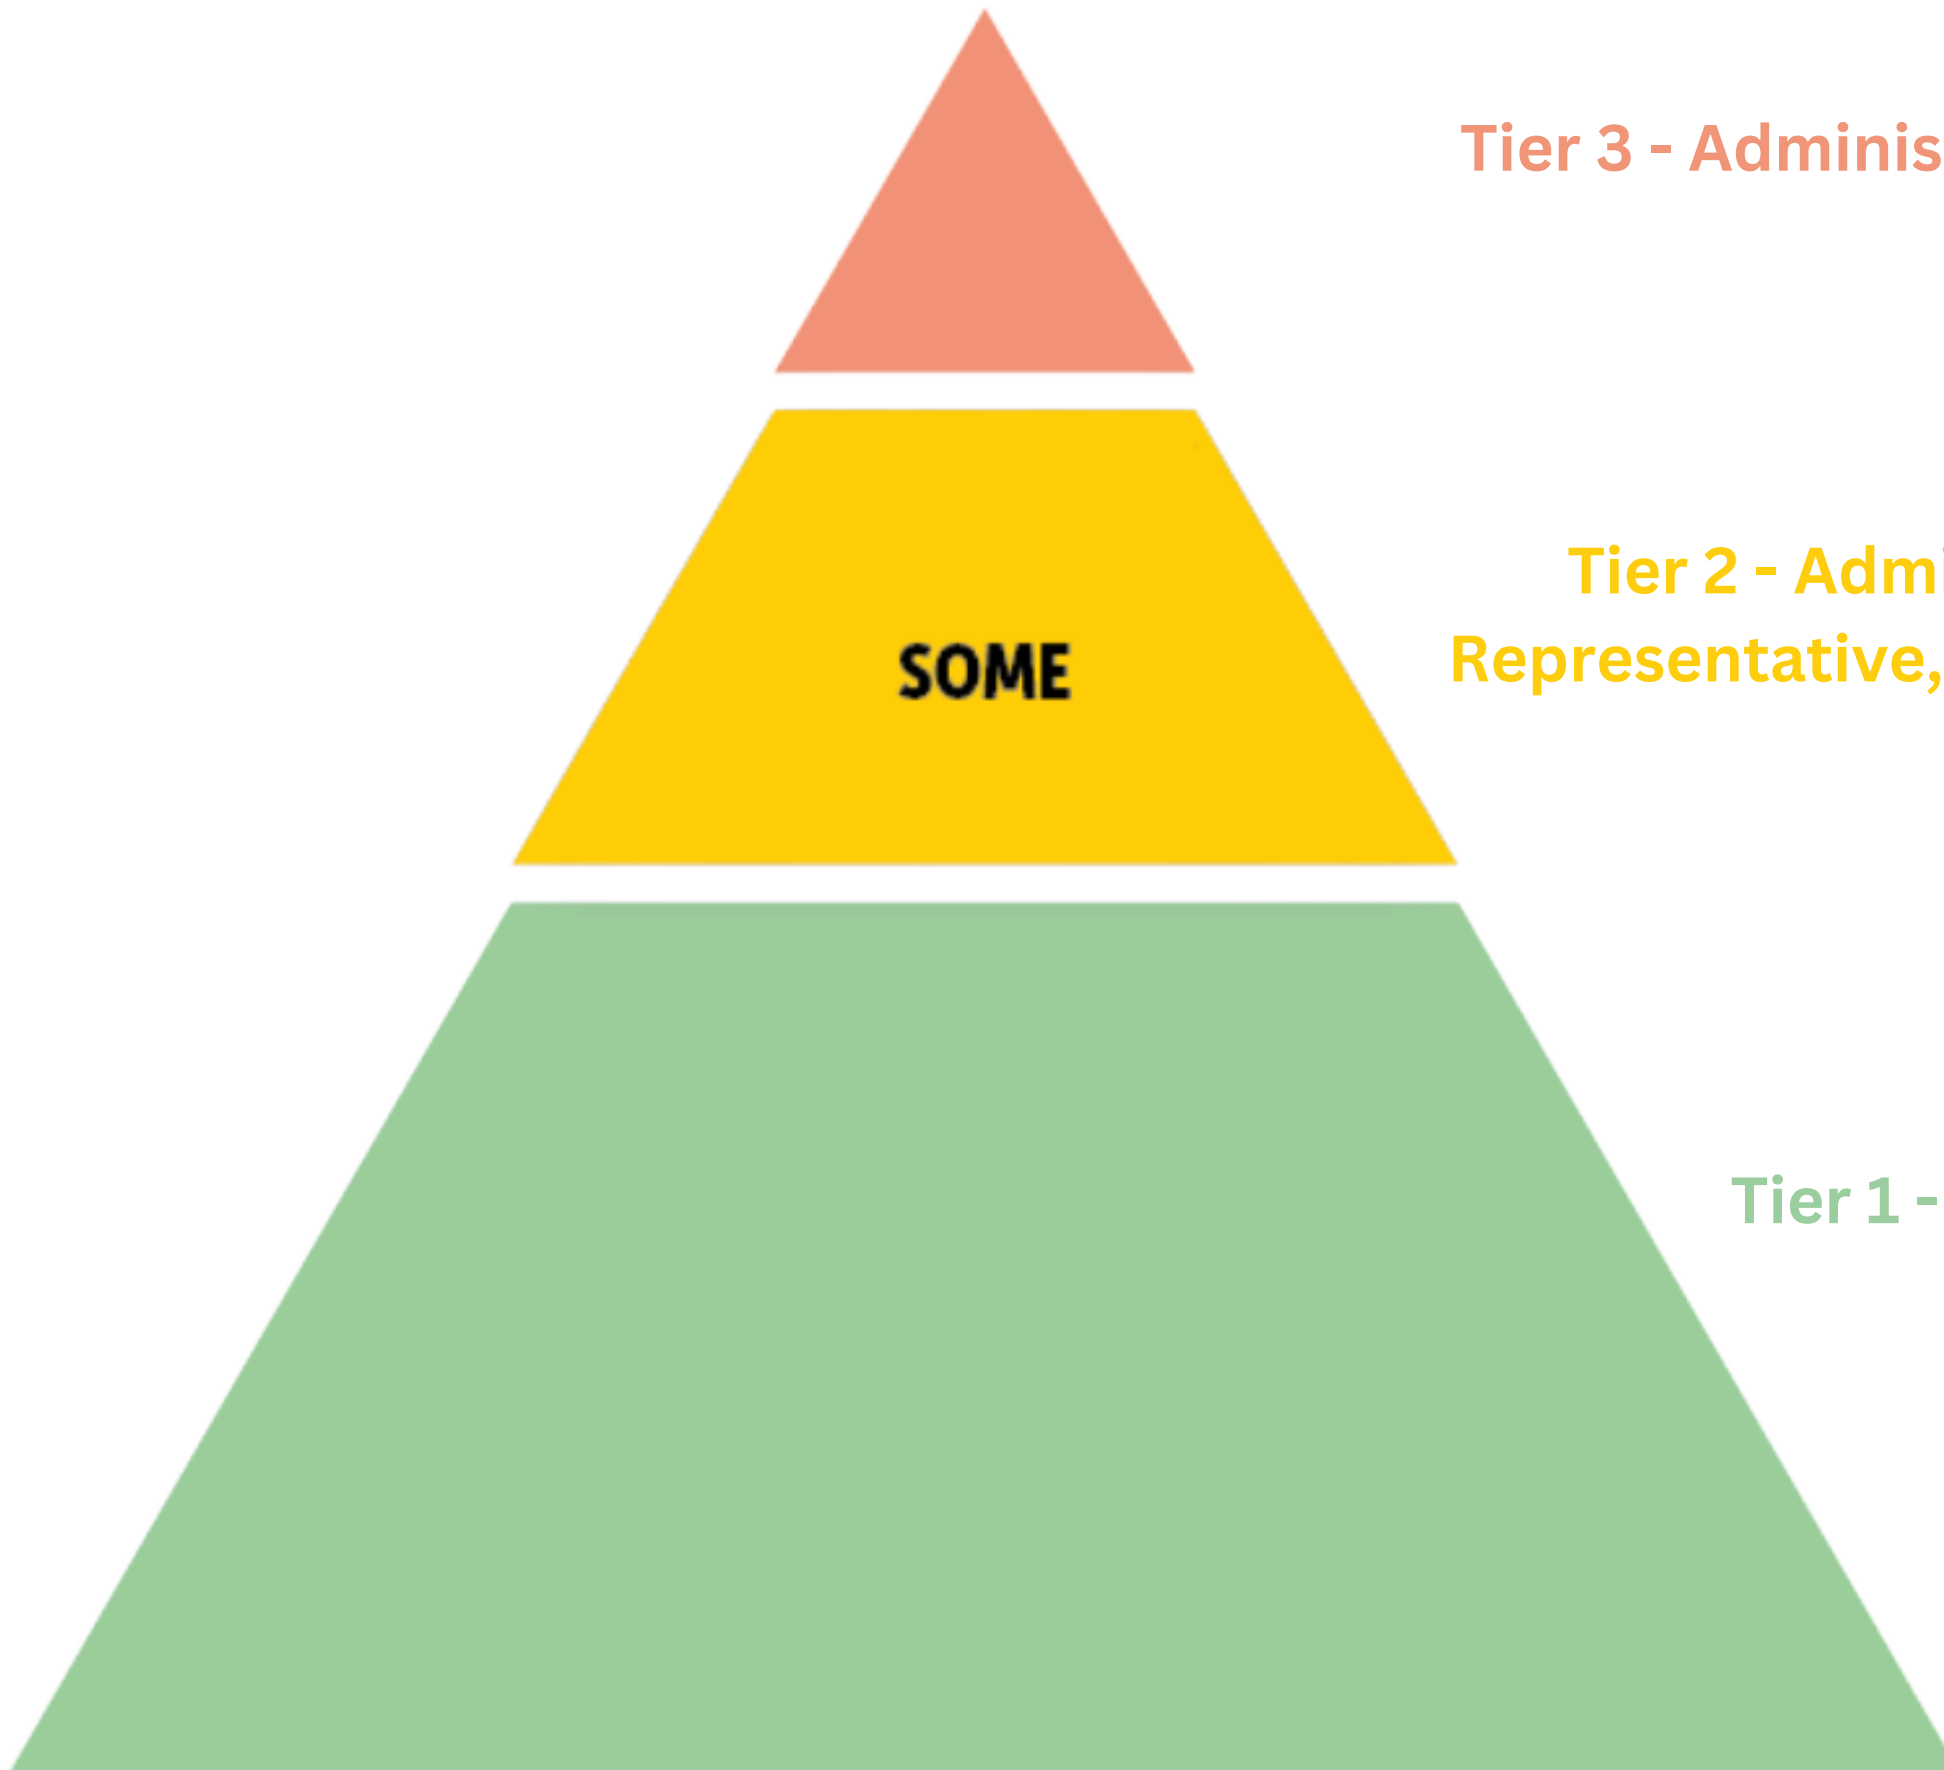 Tier 3 - Adminis
Tier 2 - Admi
Representative,
SOME
Tier 1 -